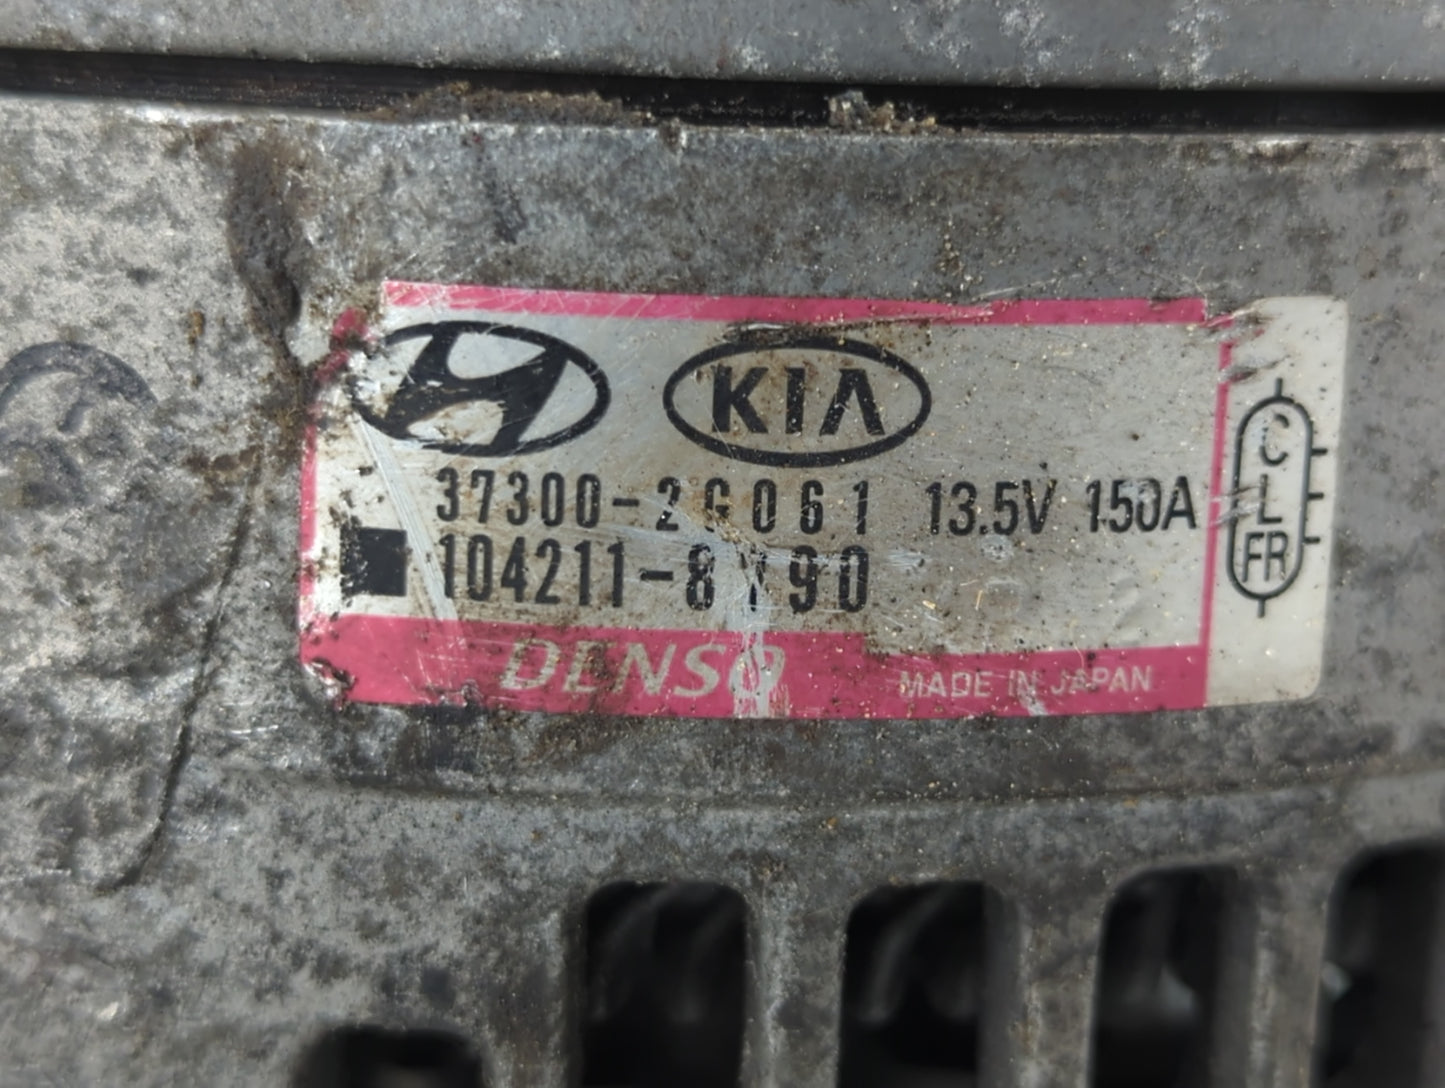 KIA
37300-2G061 13.5V 150A
DENSO
MADE IN JAPAN
C
L
FR